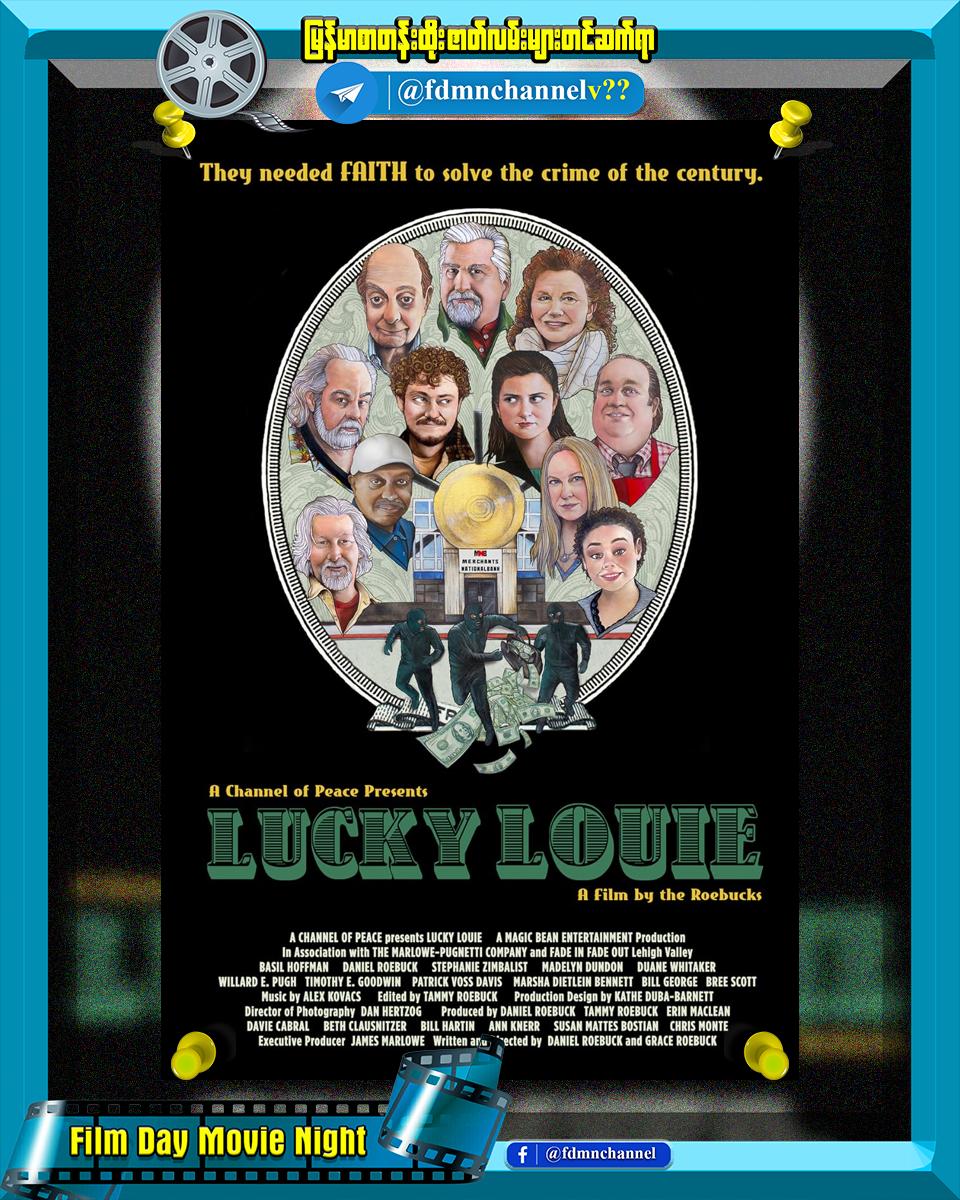 မြန်မာစာတန်းထိုးဇာတ်လမ်းများတင်ဆက်ရာ
@fdmnchannelv??
They needed FAITH to solve the crime of the century.
MNB
MERCHANTS
NATIONAL BANK
A Channel of Peace Presents
LUCKY LOUIE
A Film by the Roebucks
A CHANNEL OF PEACE presents LUCKY LOUIE A MAGIC BEAN ENTERTAINMENT Production
In Association with THE MARLOWE-PUGNETTI COMPANY and FADE IN FADE OUT Lehigh Valley
BASIL HOFFMAN DANIEL ROEBUCK STEPHANIE ZIMBALIST MADELYN DUNDON DUANE WHITAKER
WILLARD E. PUGH TIMOTHY E. GOODWIN PATRICK VOSS DAVIS MARSHA DIETLEIN BENNETT BILL GEORGE BREE SCOTT
Music by ALEX KOVACS Edited by TAMMY ROEBUCK Production Design by KATHE DUBA-BARNETT
Director of Photography DAN HERTZOG Produced by DANIEL ROEBUCK TAMMY ROEBUCK ERIN MACLEAN
DAVIE CABRAL BETH CLAUSNITZER BILL HARTIN ANN KNERR SUSAN MATTES BOSTIAN CHRIS MONTE
Executive Producer JAMES MARLOWE Written and Directed by DANIEL ROEBUCK and GRACE ROEBUCK
Film Day Movie Night
f @fdmnchannel